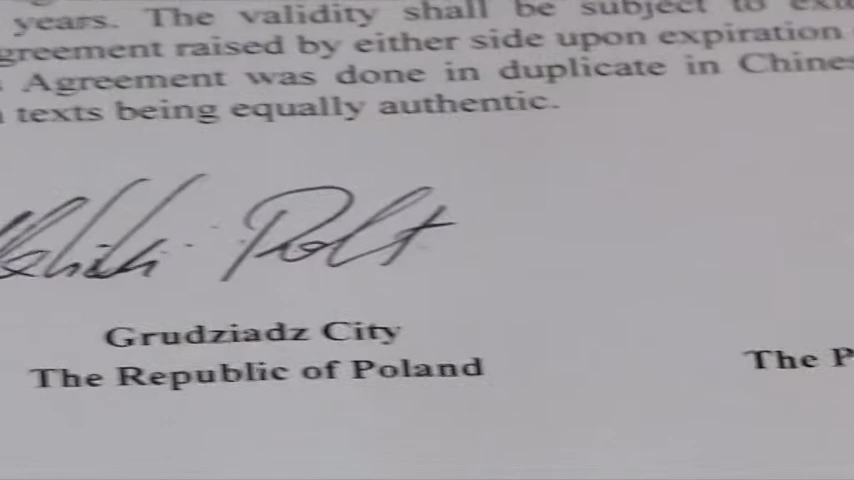 years. The validity shall be subject to
greement raised by either side upon expiration
Agreement was done in duplicate in Chines
texts being equally authentic.
Grudziadz City
The Republic of Poland
The P